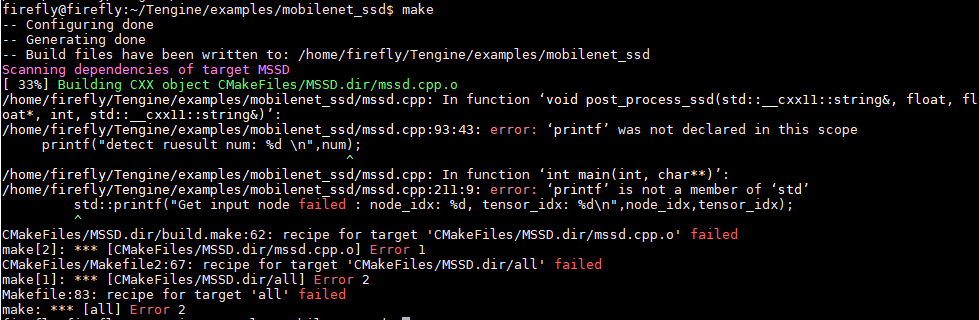 firefly@firefly:~/Tengine/examples/mobilenet_ssd$ make
-- Configuring done
-- Generating done
-- Build files have been written to: /home/firefly/Tengine/examples/mobilenet_ssd
Scanning dependencies of target MSSD
[ 33%] Building CXX object CMakeFiles/MSSD.dir/mssd.cpp.o
/home/firefly/Tengine/examples/mobilenet_ssd/mssd.cpp: In function ‘void post_process_ssd(std::__cxx11::string&, float, fl
oat*, int, std::__cxx11::string&)’:
/home/firefly/Tengine/examples/mobilenet_ssd/mssd.cpp:93:43: error: ‘printf’ was not declared in this scope
     printf("detect ruesult num: %d \n",num);
                                           ^
/home/firefly/Tengine/examples/mobilenet_ssd/mssd.cpp: In function ‘int main(int, char**)’:
/home/firefly/Tengine/examples/mobilenet_ssd/mssd.cpp:211:9: error: ‘printf’ is not a member of ‘std’
         std::printf("Get input node failed : node_idx: %d, tensor_idx: %d\n",node_idx,tensor_idx);
         ^
CMakeFiles/MSSD.dir/build.make:62: recipe for target 'CMakeFiles/MSSD.dir/mssd.cpp.o' failed
make[2]: *** [CMakeFiles/MSSD.dir/mssd.cpp.o] Error 1
CMakeFiles/Makefile2:67: recipe for target 'CMakeFiles/MSSD.dir/all' failed
make[1]: *** [CMakeFiles/MSSD.dir/all] Error 2
Makefile:83: recipe for target 'all' failed
make: *** [all] Error 2